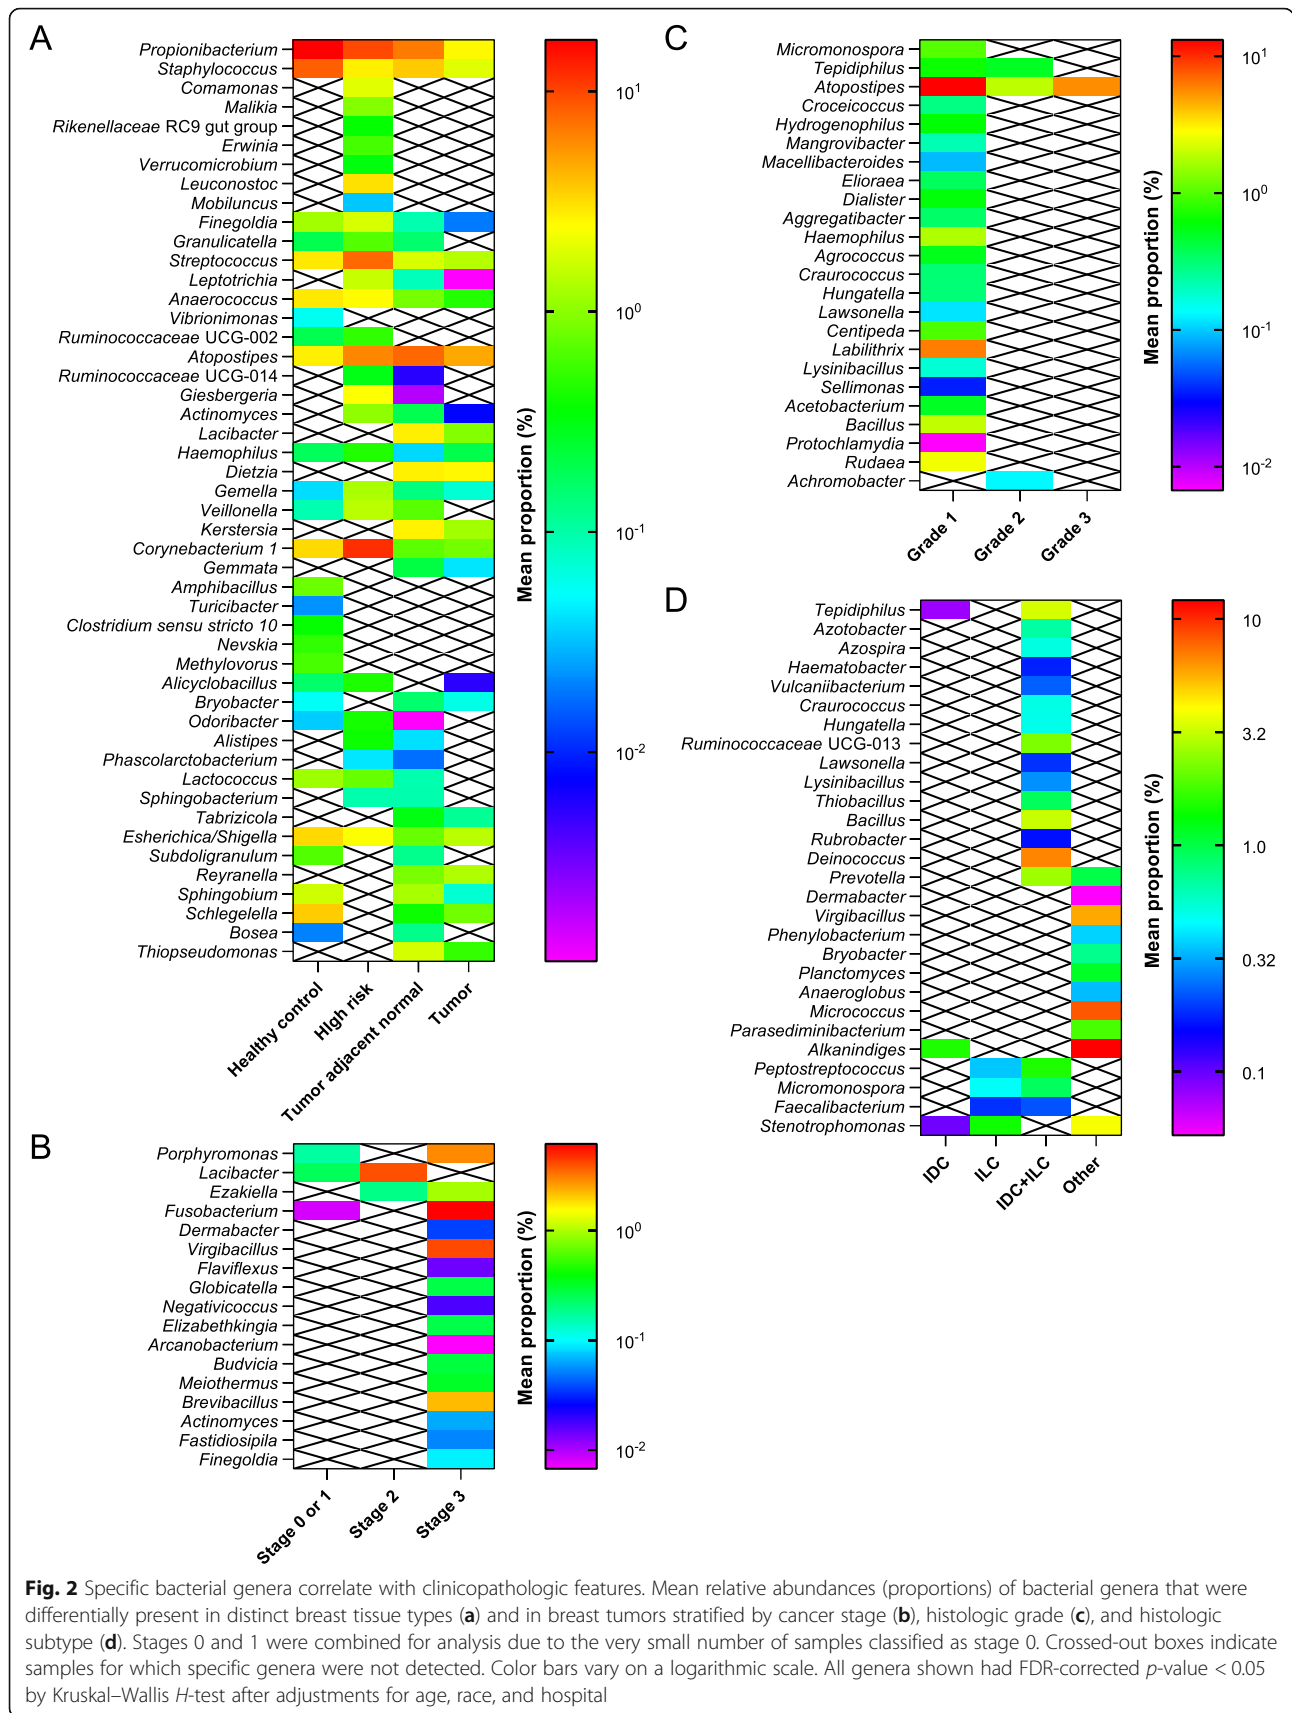 A
Propionibacterium
Staphylococcus
Comamonas
Malikia
Rikenellaceae RC9 gut group
Erwinia
Verrucomicrobium
Leuconostoc
Mobiluncus
Finegoldia
Granulicatella
Streptococcus
Leptotrichia
Anaerococcus
Vibrionimonas
Ruminococcaceae UCG-002
Atopostipes
Ruminococcaceae UCG-014
Giesbergeria
Actinomyces
Lacibacter
Haemophilus
Dietzia
Gemella
Veillonella
Kerstersia
Corynebacterium 1
Gemmata
Amphibacillus
Turicibacter
Clostridium sensu stricto 10
Nevskia
Methylovorus
Alicyclobacillus
Bryobacter
Odoribacter
Alistipes
Phascolarctobacterium
Lactococcus
Sphingobacterium
Tabrizicola
Esherichica/Shigella
Subdoligranulum
Reyranella
Sphingobium
Schlegelella
Bosea
Thiopseudomonas
Healthy control
HIgh risk
Tumor adjacent normal
Tumor
Mean proportion (%)
10¹
10⁰
10⁻¹
10⁻²
B
Porphyromonas
Lacibacter
Ezakiella
Fusobacterium
Dermabacter
Virgibacillus
Flaviflexus
Globicatella
Negativicoccus
Elizabethkingia
Arcanobacterium
Budvicia
Meiothermus
Brevibacillus
Actinomyces
Fastidiosipila
Finegoldia
Stage 0 or 1
Stage 2
Stage 3
Mean proportion (%)
10⁰
10⁻¹
10⁻²
C
Micromonospora
Tepidiphilus
Atopostipes
Croceicoccus
Hydrogenophilus
Mangrovibacter
Macellibacteroides
Elioraea
Dialister
Aggregatibacter
Haemophilus
Agrococcus
Craurococcus
Hungatella
Lawsonella
Centipeda
Labilithrix
Lysinibacillus
Sellimonas
Acetobacterium
Bacillus
Protochlamydia
Rudaea
Achromobacter
Grade 1
Grade 2
Grade 3
Mean proportion (%)
10¹
10⁰
10⁻¹
10⁻²
D
Tepidiphilus
Azotobacter
Azospira
Haematobacter
Vulcaniibacterium
Craurococcus
Hungatella
Ruminococcaceae UCG-013
Lawsonella
Lysinibacillus
Thiobacillus
Bacillus
Rubrobacter
Deinococcus
Prevotella
Dermabacter
Virgibacillus
Phenylobacterium
Bryobacter
Planctomyces
Anaeroglobus
Micrococcus
Parasediminibacterium
Alkanindiges
Peptostreptococcus
Micromonospora
Faecalibacterium
Stenotrophomonas
IDC
ILC
IDC+ILC
Other
Mean proportion (%)
10
3.2
1.0
0.32
0.1
Fig. 2 Specific bacterial genera correlate with clinicopathologic features. Mean relative abundances (proportions) of bacterial genera that were
differentially present in distinct breast tissue types (a) and in breast tumors stratified by cancer stage (b), histologic grade (c), and histologic
subtype (d). Stages 0 and 1 were combined for analysis due to the very small number of samples classified as stage 0. Crossed-out boxes indicate
samples for which specific genera were not detected. Color bars vary on a logarithmic scale. All genera shown had FDR-corrected p-value < 0.05
by Kruskal–Wallis H-test after adjustments for age, race, and hospital